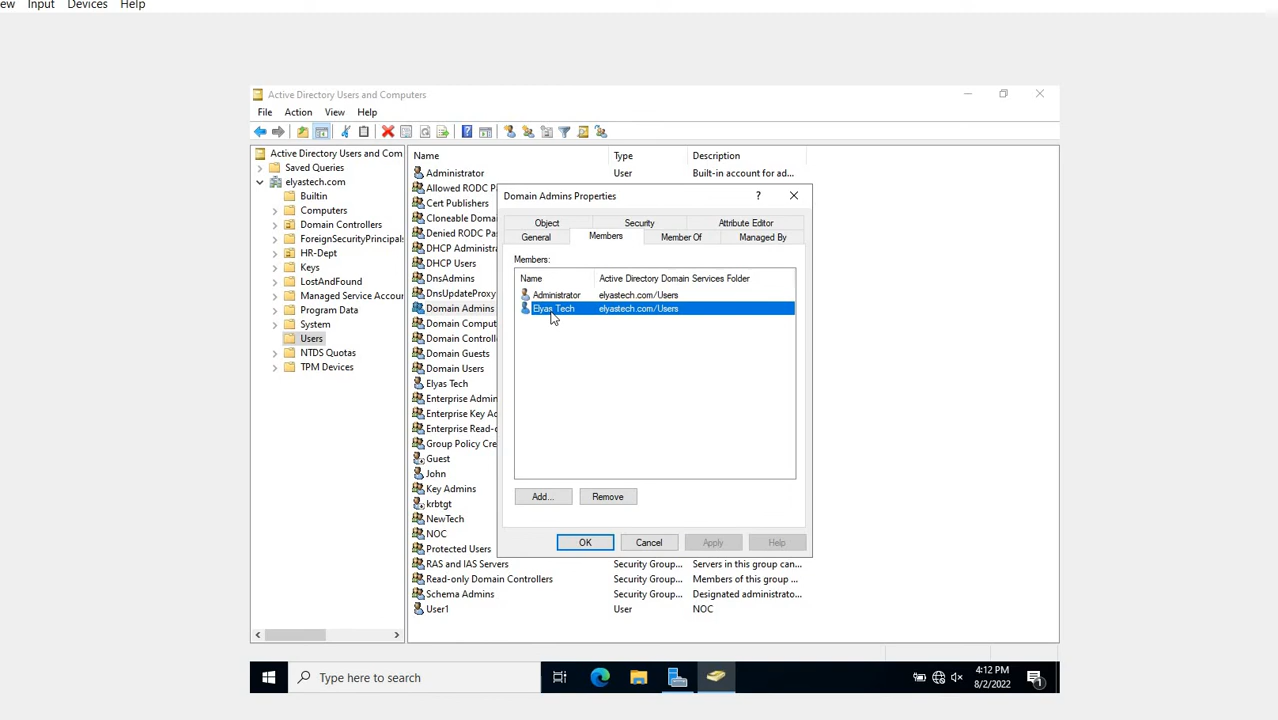 ew Input Devices Help
Active Directory Users and Computers
File Action View Help
Active Directory Users and Com
Saved Queries
elyastech.com
Builtin
Computers
Domain Controllers
ForeignSecurityPrincipals
HR-Dept
Keys
LostAndFound
Managed Service Accou
Program Data
System
Users
NTDS Quotas
TPM Devices
Name Type Description
Administrator User Built-in account for ad...
Allowed RODC P
Cert Publishers
Cloneable Domai
Denied RODC Pa
DHCP Administra
DHCP Users
DnsAdmins
DnsUpdateProxy
Domain Admins
Domain Comput
Domain Controll
Domain Guests
Domain Users
Elyas Tech
Enterprise Admin
Enterprise Key Ad
Enterprise Read-o
Group Policy Cre
Guest
John
Key Admins
krbtgt
NewTech
NOC
Protected Users
RAS and IAS Servers Security Group... Servers in this group can...
Read-only Domain Controllers Security Group... Members of this group ...
Schema Admins Security Group... Designated administrato...
User1 User NOC
Domain Admins Properties ?
Object Security Attribute Editor
General Members Member Of Managed By
Members:
Name Active Directory Domain Services Folder
Administrator elyastech.com/Users
Elyas Tech elyastech.com/Users
Add... Remove
OK Cancel Apply Help
Type here to search
4:12 PM
8/2/2022
1